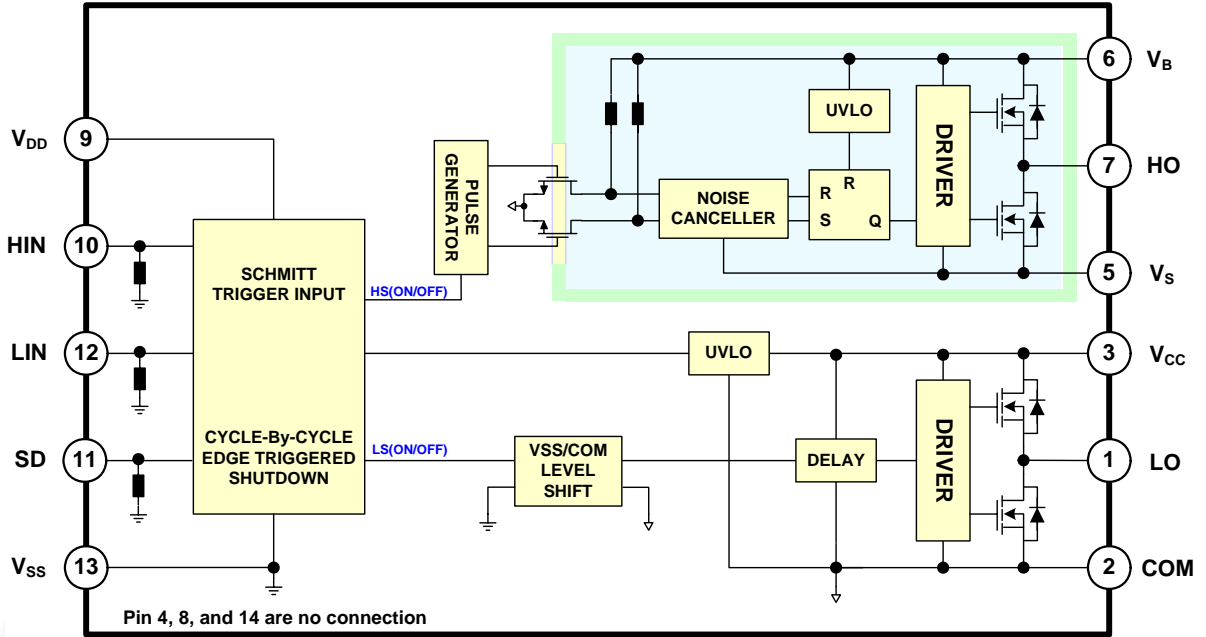 6
V_B
UVLO
9
V_DD
PULSE
GENERATOR
DRIVER
7
HO
R
R
NOISE
CANCELLER
S
Q
10
HIN
SCHMITT
TRIGGER INPUT
HS(ON/OFF)
5
V_S
12
LIN
UVLO
3
V_CC
CYCLE-By-CYCLE
EDGE TRIGGERED
SHUTDOWN
LS(ON/OFF)
VSS/COM
LEVEL
SHIFT
DELAY
DRIVER
11
SD
1
LO
13
V_SS
2
COM
Pin 4, 8, and 14 are no connection